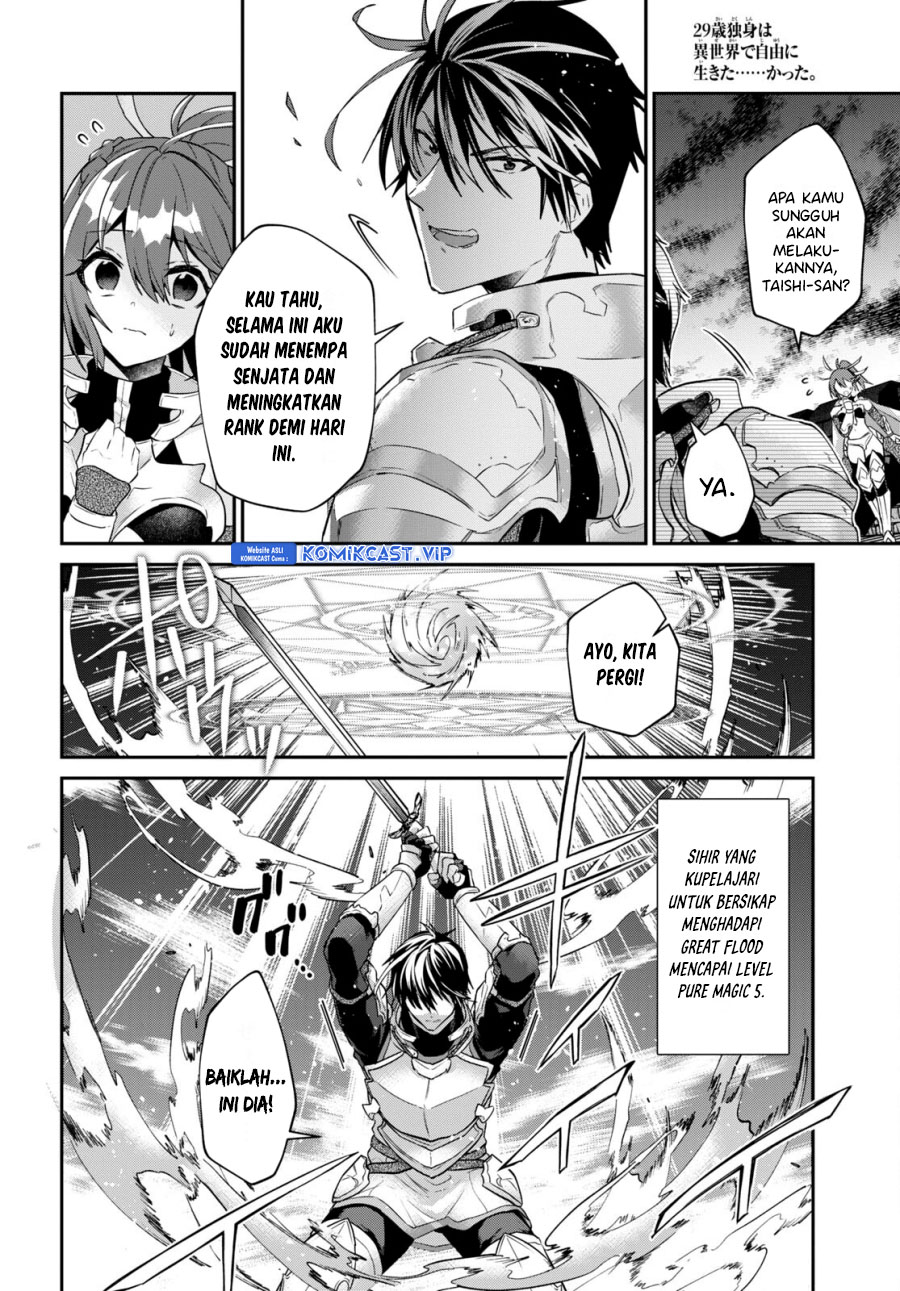 29歳独身は
異世界で自由に
生きた……かった。
APA KAMU
SUNGGUH
AKAN
MELAKU-
KANNYA,
TAISHI-SAN?
YA.
KAU TAHU,
SELAMA INI AKU
SUDAH MENEMPA
SENJATA DAN
MENINGKATKAN
RANK DEMI HARI
INI.
Website ASLI
KOMIKCAST Cuma :
KOMIKCAST.VIP
AYO, KITA
PERGI!
SIHIR YANG
KUPELAJARI
UNTUK BERSIKAP
MENGHADAPI
GREAT FLOOD
MENCAPAI LEVEL
PURE MAGIC 5.
BAIKLAH...
INI DIA!